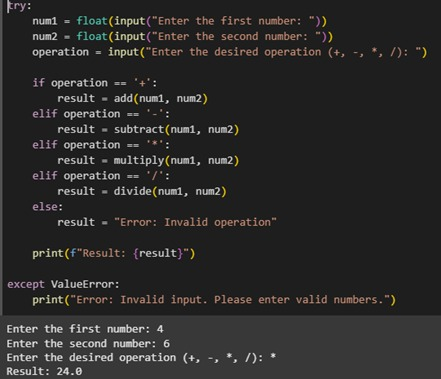 try:
    num1 = float(input("Enter the first number: "))
    num2 = float(input("Enter the second number: "))
    operation = input("Enter the desired operation (+, -, *, /): ")

    if operation == '+':
        result = add(num1, num2)
    elif operation == '-':
        result = subtract(num1, num2)
    elif operation == '*':
        result = multiply(num1, num2)
    elif operation == '/':
        result = divide(num1, num2)
    else:
        result = "Error: Invalid operation"

    print(f"Result: {result}")

except ValueError:
    print("Error: Invalid input. Please enter valid numbers.")
Enter the first number: 4
Enter the second number: 6
Enter the desired operation (+, -, *, /): *
Result: 24.0